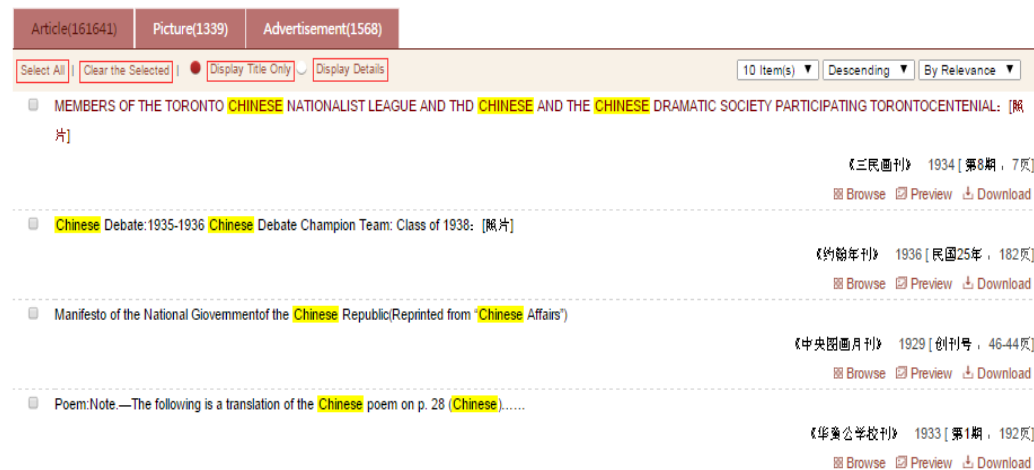 Article(161641) Picture(1339) Advertisement(1568)
Select All | Clear the Selected | Display Title Only Display Details 10 Item(s) ▼ Descending ▼ By Relevance ▼
MEMBERS OF THE TORONTO CHINESE NATIONALIST LEAGUE AND THD CHINESE AND THE CHINESE DRAMATIC SOCIETY PARTICIPATING TORONTOCENTENIAL：[照
片]
《三民画刊》 1934 [ 第8期 ，7页]
Browse Preview Download
Chinese Debate:1935-1936 Chinese Debate Champion Team: Class of 1938：[照片]
《约翰年刊》 1936 [ 民国25年 ，182页]
Browse Preview Download
Manifesto of the National Giovernmentof the Chinese Republic(Reprinted from “Chinese Affairs”)
《中央图画月刊》 1929 [ 创刊号 ，46-44页]
Browse Preview Download
Poem:Note.—The following is a translation of the Chinese poem on p. 28 (Chinese)……
《华童公学校刊》 1933 [ 第1期 ，192页]
Browse Preview Download